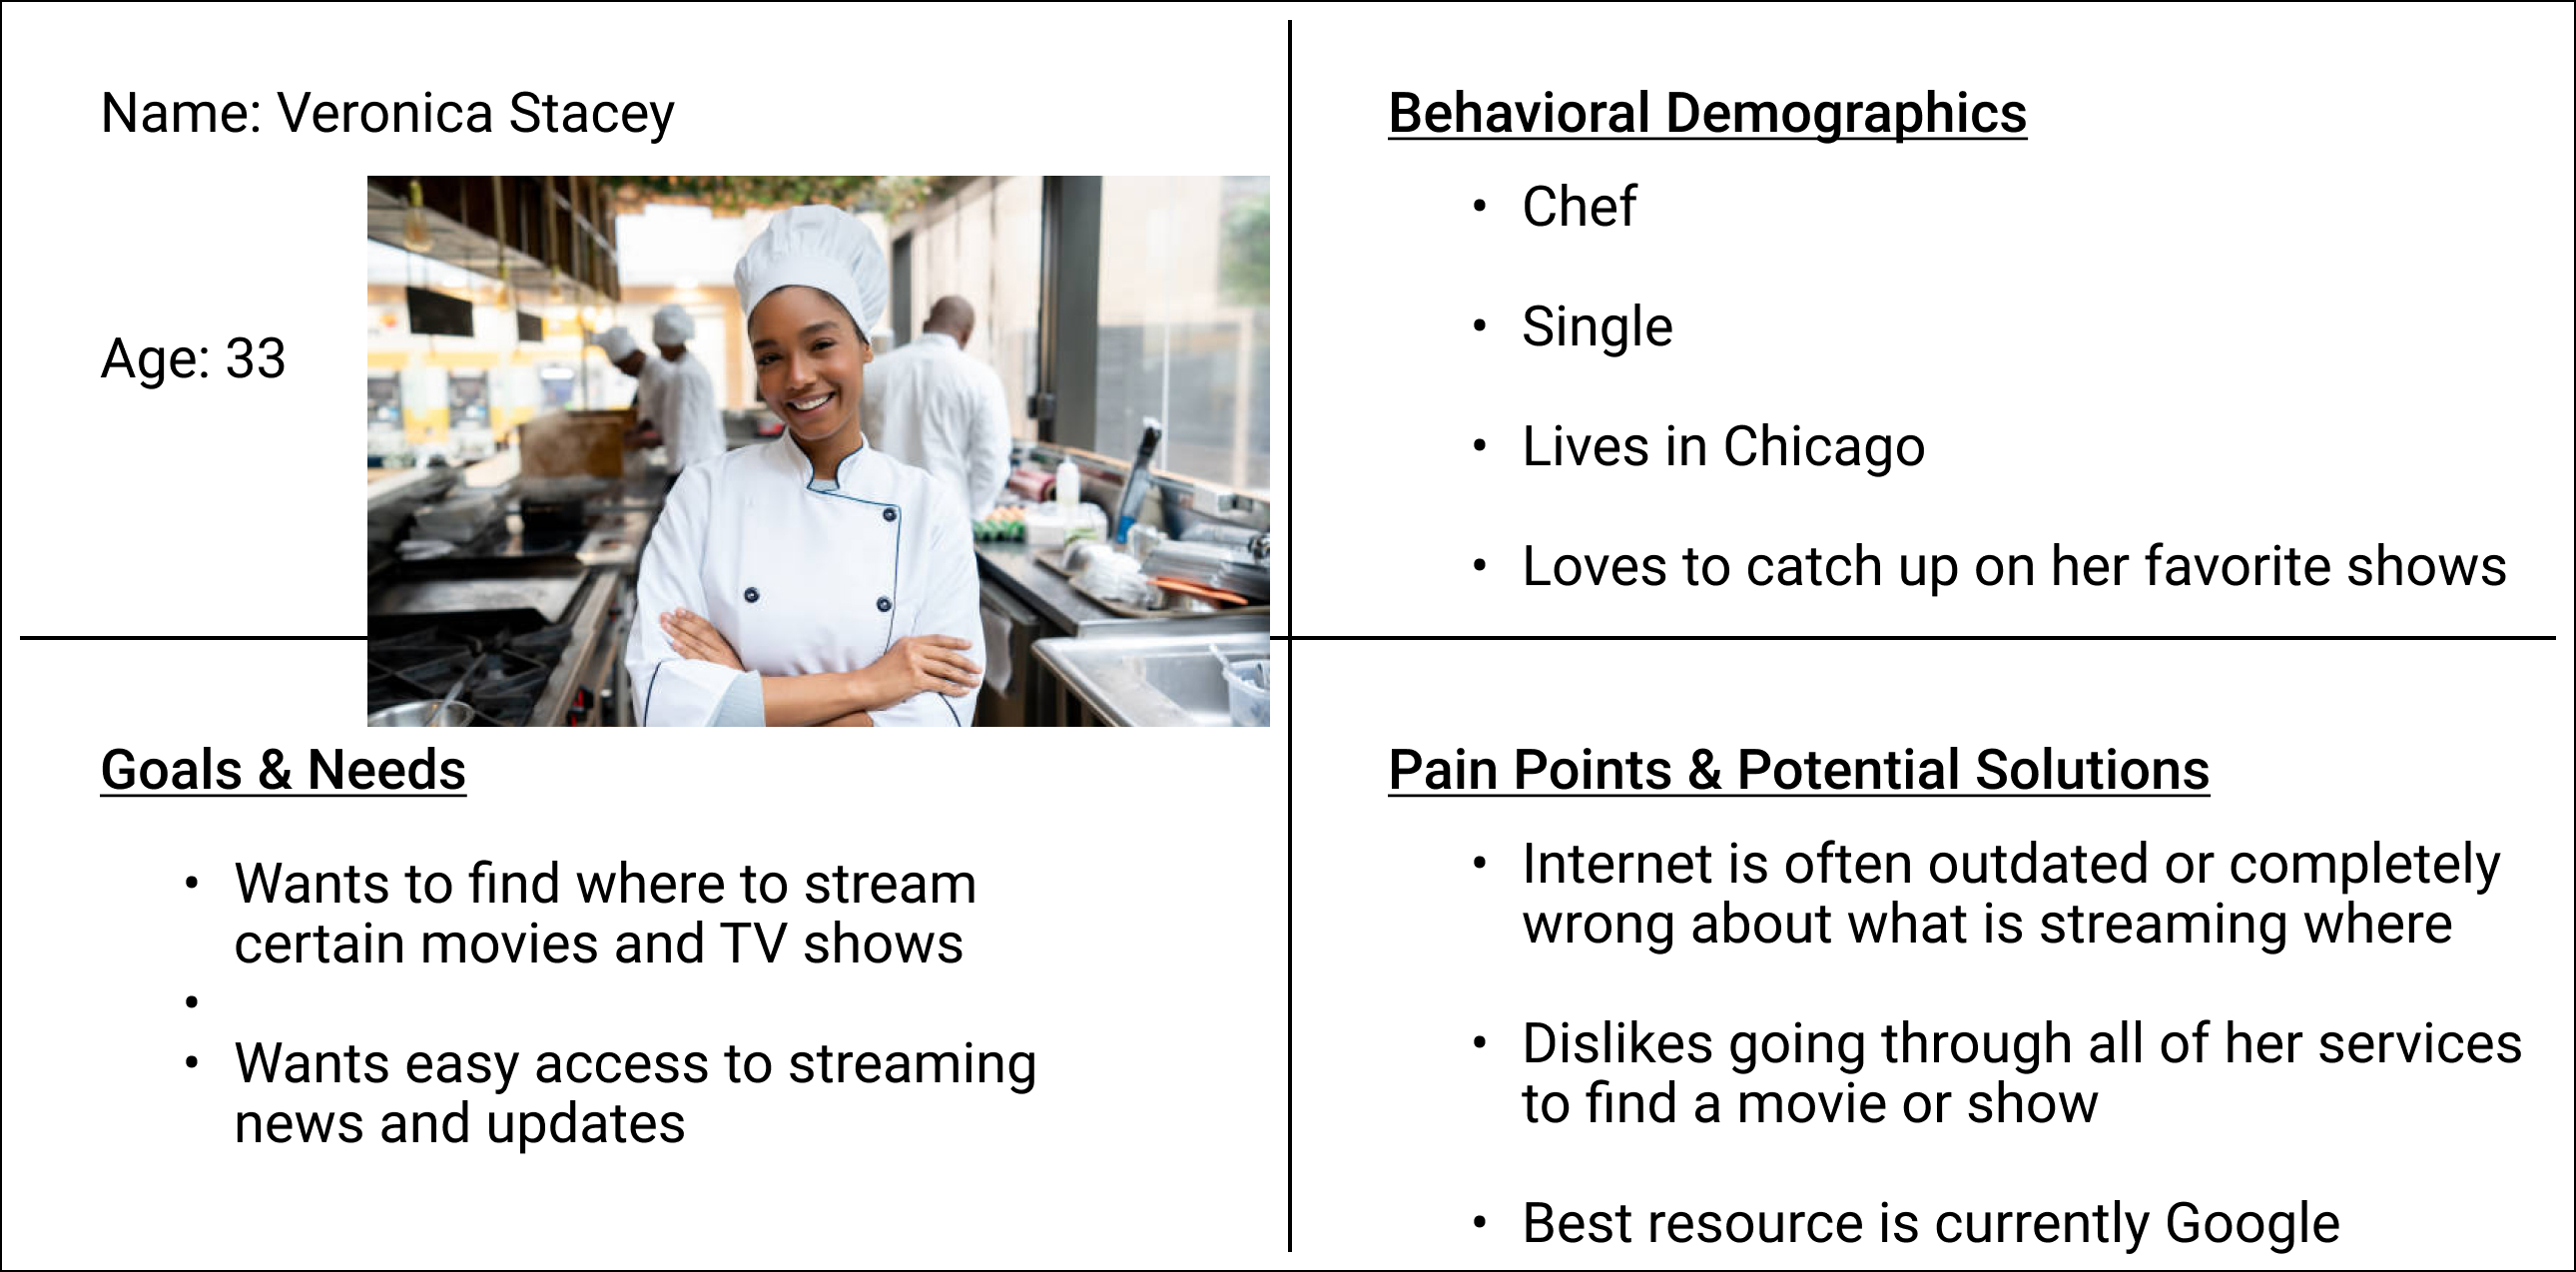 Name: Veronica Stacey
Age: 33
Behavioral Demographics
• Chef
• Single
• Lives in Chicago
• Loves to catch up on her favorite shows
Goals & Needs
• Wants to find where to stream
certain movies and TV shows
•
• Wants easy access to streaming
news and updates
Pain Points & Potential Solutions
• Internet is often outdated or completely
wrong about what is streaming where
• Dislikes going through all of her services
to find a movie or show
• Best resource is currently Google